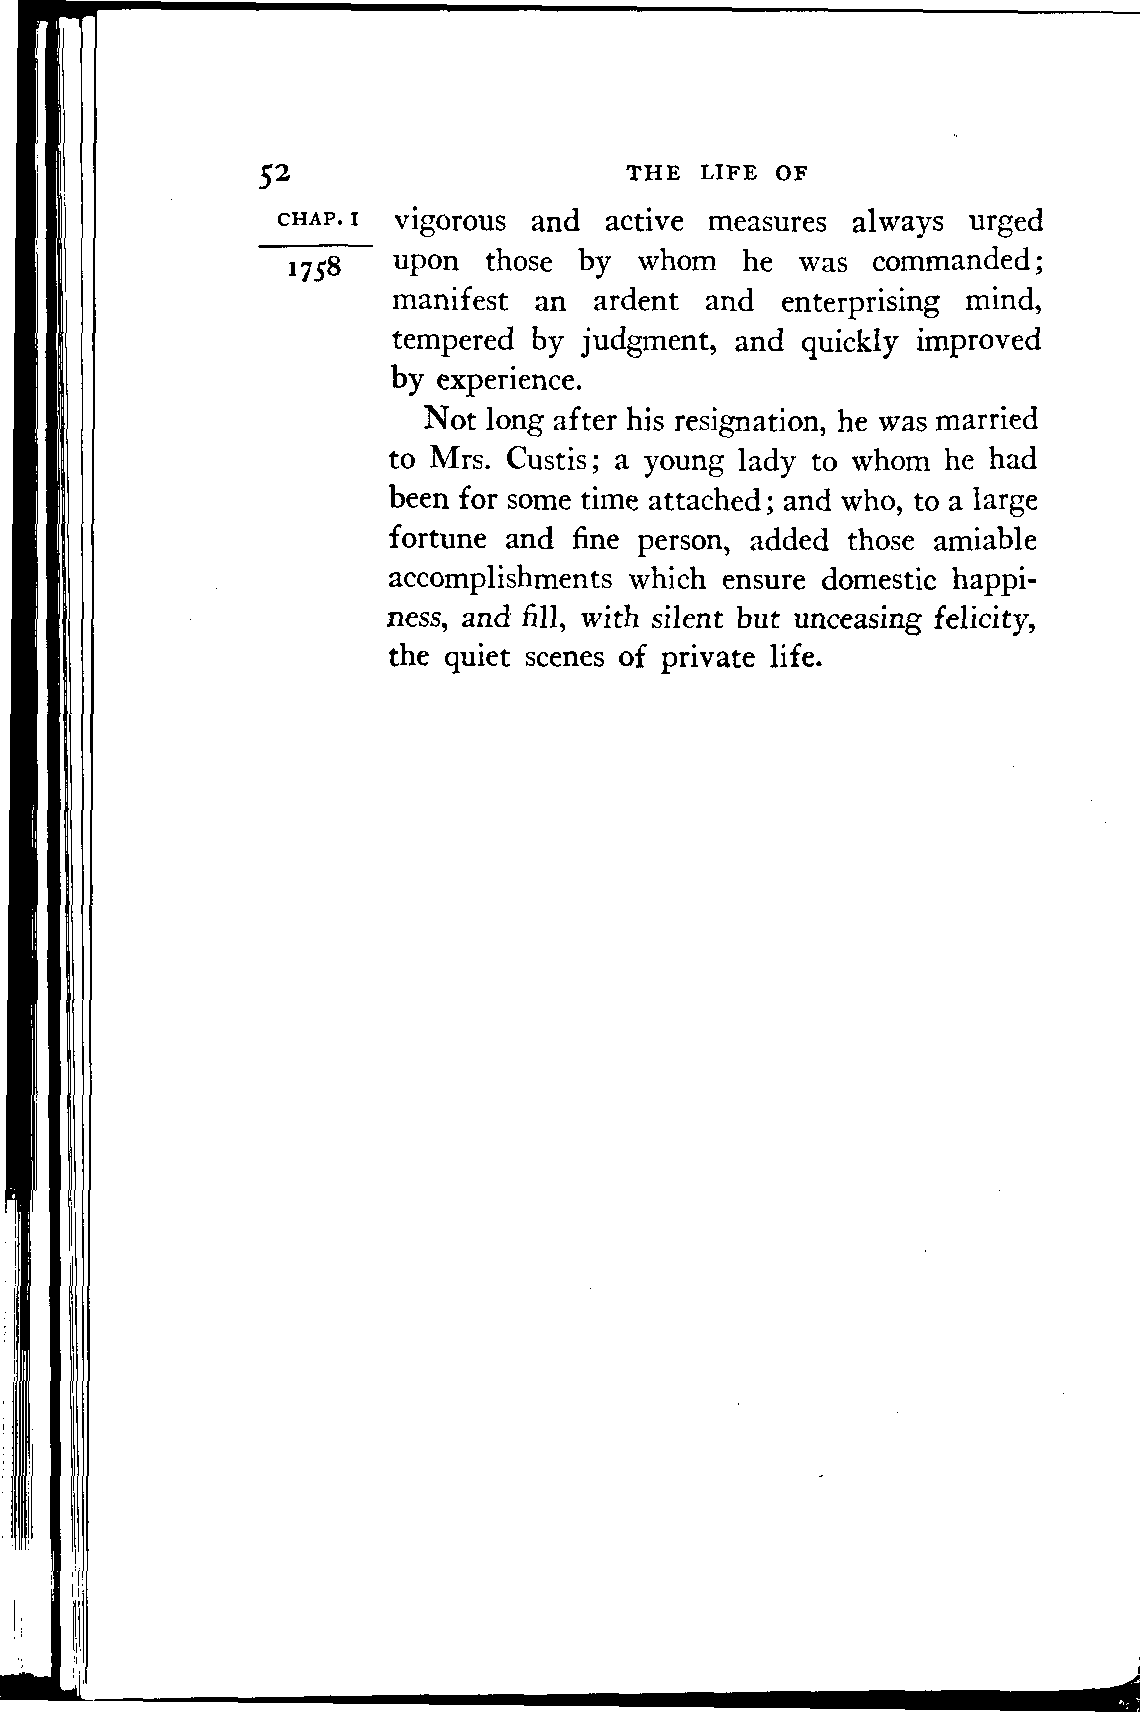 52 THE LIFE OF
CHAP. I
1758
vigorous and active measures always urged
upon those by whom he was commanded;
manifest an ardent and enterprising mind,
tempered by judgment, and quickly improved
by experience.
Not long after his resignation, he was married
to Mrs. Custis; a young lady to whom he had
been for some time attached; and who, to a large
fortune and fine person, added those amiable
accomplishments which ensure domestic happi-
ness, and fill, with silent but unceasing felicity,
the quiet scenes of private life.